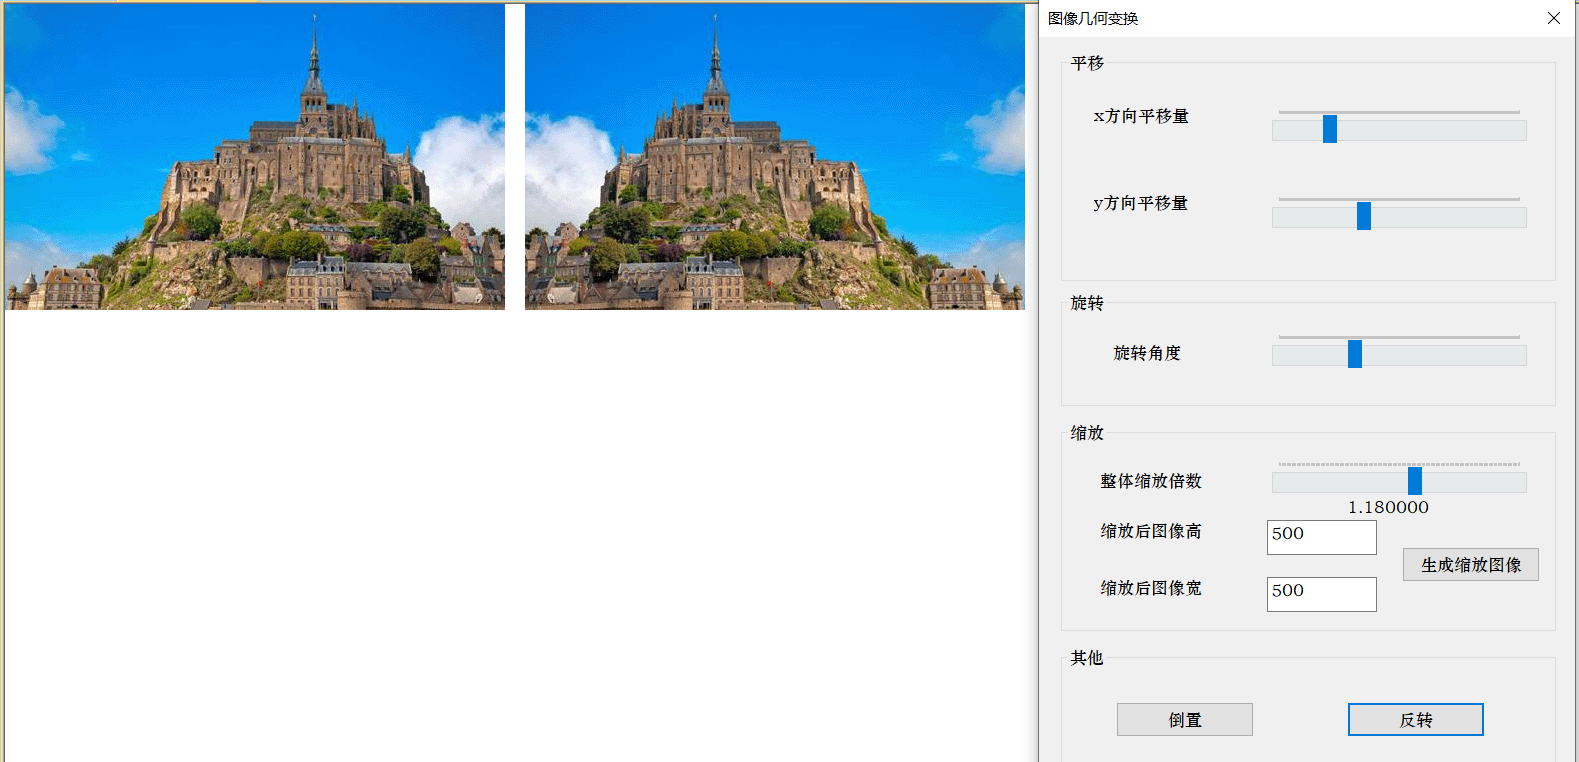 图像几何变换
平移
x方向平移量
y方向平移量
旋转
旋转角度
缩放
整体缩放倍数
1.180000
缩放后图像高
500
生成缩放图像
缩放后图像宽
500
其他
倒置
反转